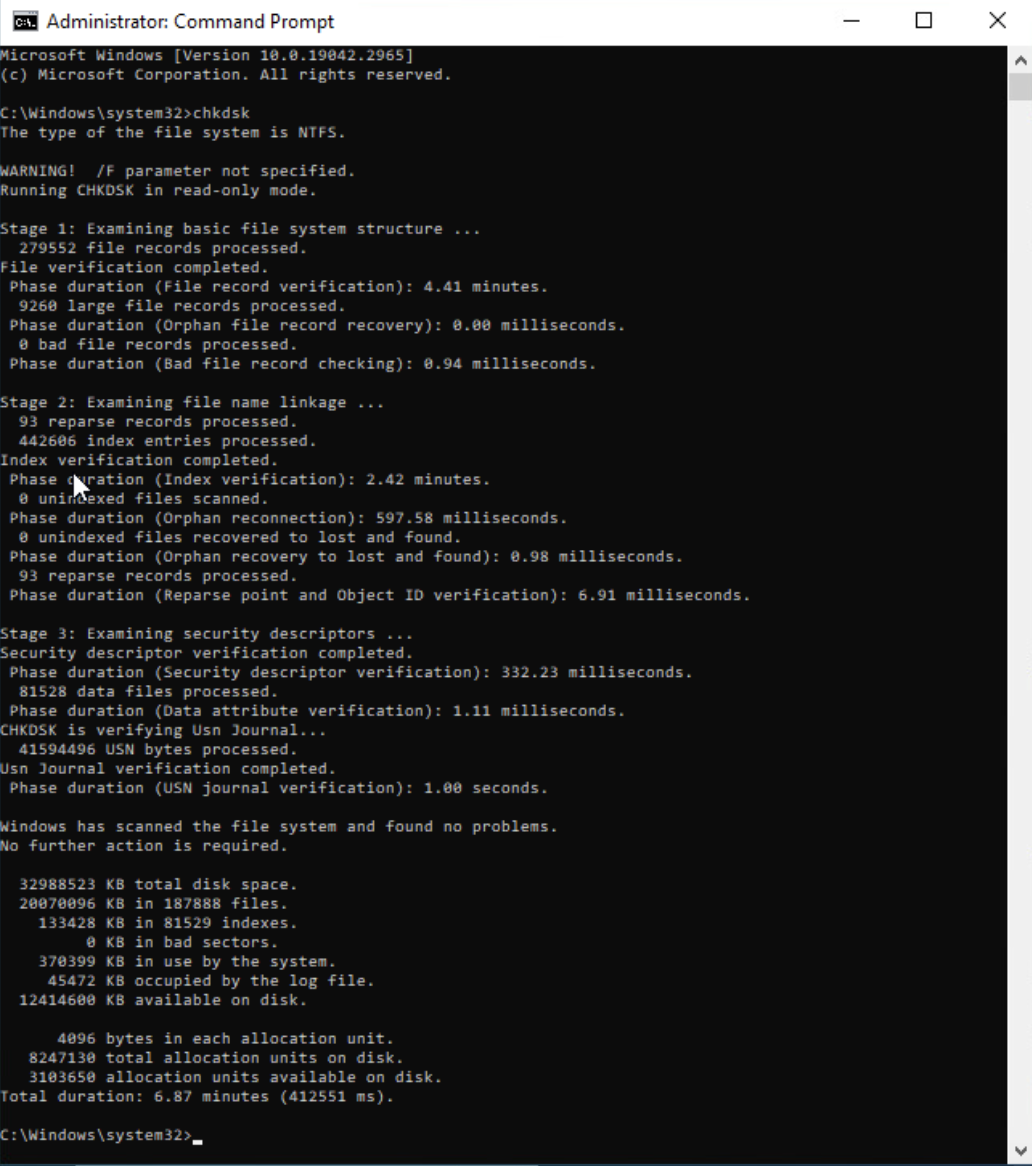 Administrator: Command Prompt
Microsoft Windows [Version 10.0.19042.2965]
(c) Microsoft Corporation. All rights reserved.
C:\Windows\system32>chkdsk
The type of the file system is NTFS.
WARNING!  /F parameter not specified.
Running CHKDSK in read-only mode.
Stage 1: Examining basic file system structure ...
  279552 file records processed.
File verification completed.
 Phase duration (File record verification): 4.41 minutes.
  9260 large file records processed.
 Phase duration (Orphan file record recovery): 0.00 milliseconds.
  0 bad file records processed.
 Phase duration (Bad file record checking): 0.94 milliseconds.
Stage 2: Examining file name linkage ...
  93 reparse records processed.
  442606 index entries processed.
Index verification completed.
 Phase duration (Index verification): 2.42 minutes.
  0 unindexed files scanned.
 Phase duration (Orphan reconnection): 597.58 milliseconds.
  0 unindexed files recovered to lost and found.
 Phase duration (Orphan recovery to lost and found): 0.98 milliseconds.
  93 reparse records processed.
 Phase duration (Reparse point and Object ID verification): 6.91 milliseconds.
Stage 3: Examining security descriptors ...
Security descriptor verification completed.
 Phase duration (Security descriptor verification): 332.23 milliseconds.
  81528 data files processed.
 Phase duration (Data attribute verification): 1.11 milliseconds.
CHKDSK is verifying Usn Journal...
  41594496 USN bytes processed.
Usn Journal verification completed.
 Phase duration (USN journal verification): 1.00 seconds.
Windows has scanned the file system and found no problems.
No further action is required.
  32988523 KB total disk space.
  20070096 KB in 187888 files.
    133428 KB in 81529 indexes.
         0 KB in bad sectors.
    370399 KB in use by the system.
     45472 KB occupied by the log file.
  12414600 KB available on disk.
      4096 bytes in each allocation unit.
   8247130 total allocation units on disk.
   3103650 allocation units available on disk.
Total duration: 6.87 minutes (412551 ms).
C:\Windows\system32>_